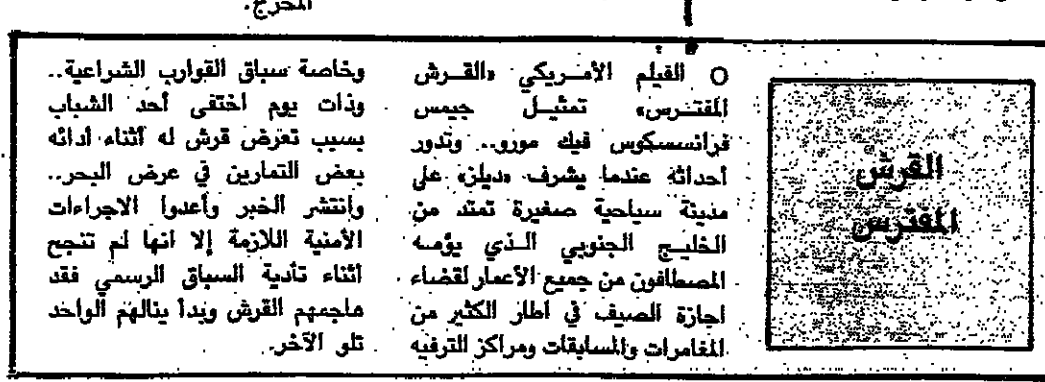 المخرج.
القرش
المفترس
○ الفيلم الأمريكي «القرش
المفترس» تمثيل جيمس
فرانسسكوس فيك مورو.. وتدور
أحداثه عندما يشرف «ديلز» على
مدينة سياحية صغيرة تمتد من
الخليج الجنوبي الذي يؤمه
المصطافون من جميع الأعمار لقضاء
اجازة الصيف في اطار الكثير من
المغامرات والمسابقات ومراكز الترفيه
وخاصة سباق القوارب الشراعية..
وذات يوم اختفى أحد الشباب
بسبب تعرض قرش له أثناء أدائه
بعض التمارين في عرض البحر..
وانتشر الخبر وأعدوا الاجراءات
الأمنية اللازمة إلا انها لم تنجح
اثناء تأدية السباق الرسمي فقد
هاجمهم القرش وبدأ ينالهم الواحد
تلو الآخر.